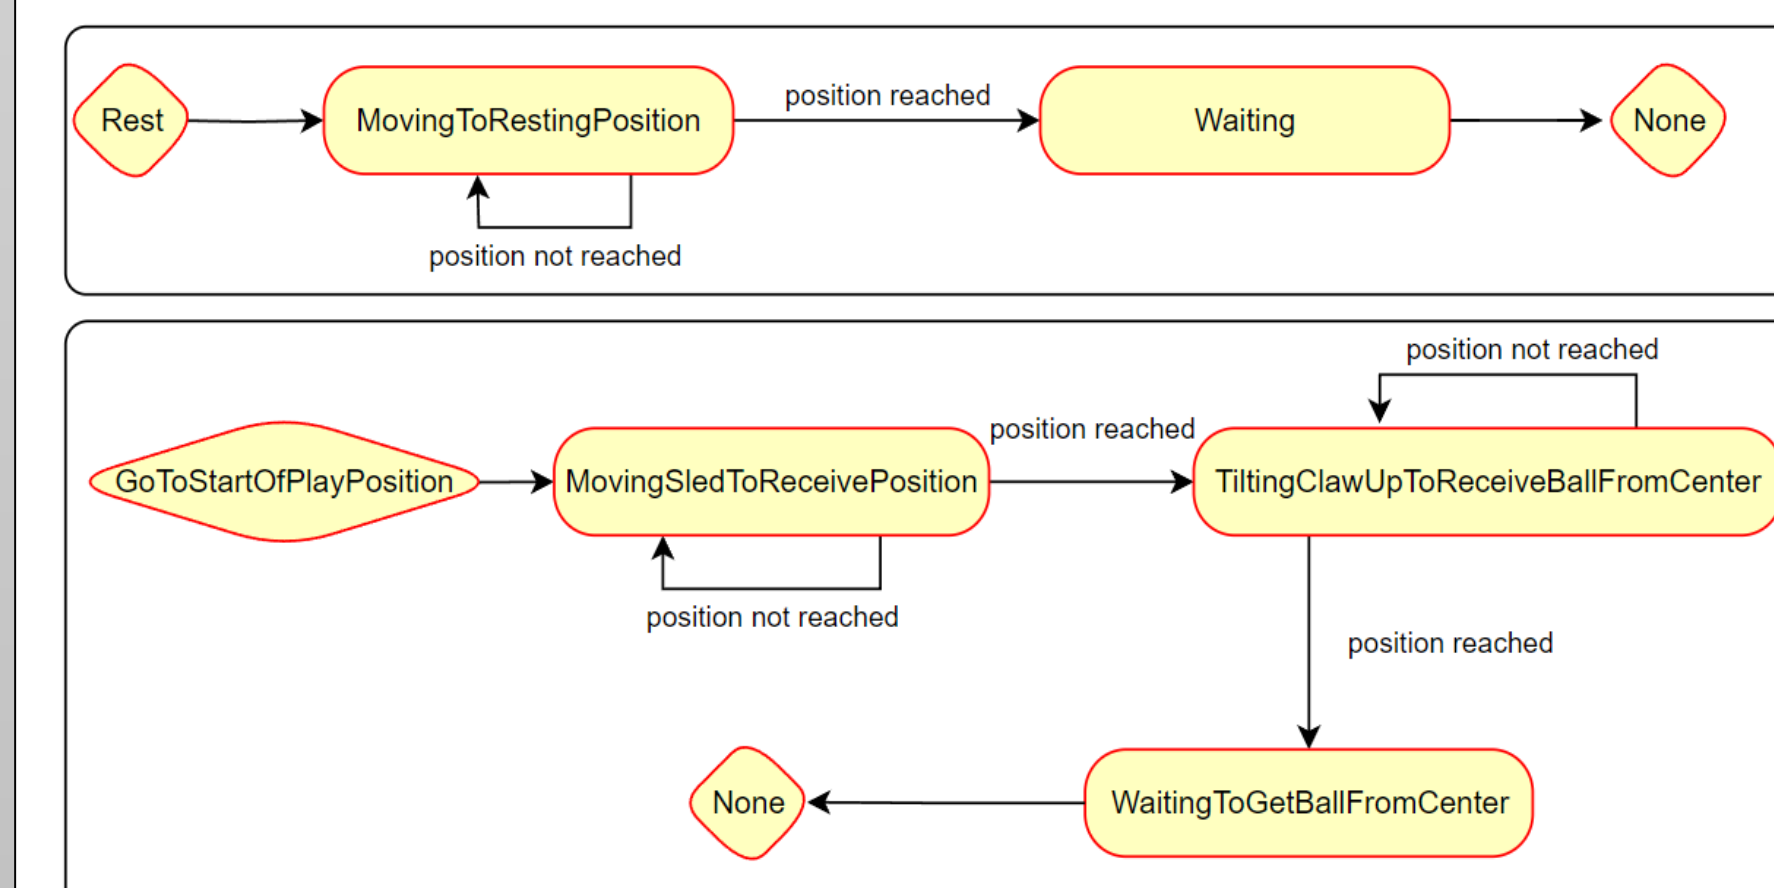 Rest
MovingToRestingPosition
position reached
Waiting
None
position not reached
position not reached
GoToStartOfPlayPosition
MovingSledToReceivePosition
position reached
TiltingClawUpToReceiveBallFromCenter
position not reached
position reached
None
WaitingToGetBallFromCenter